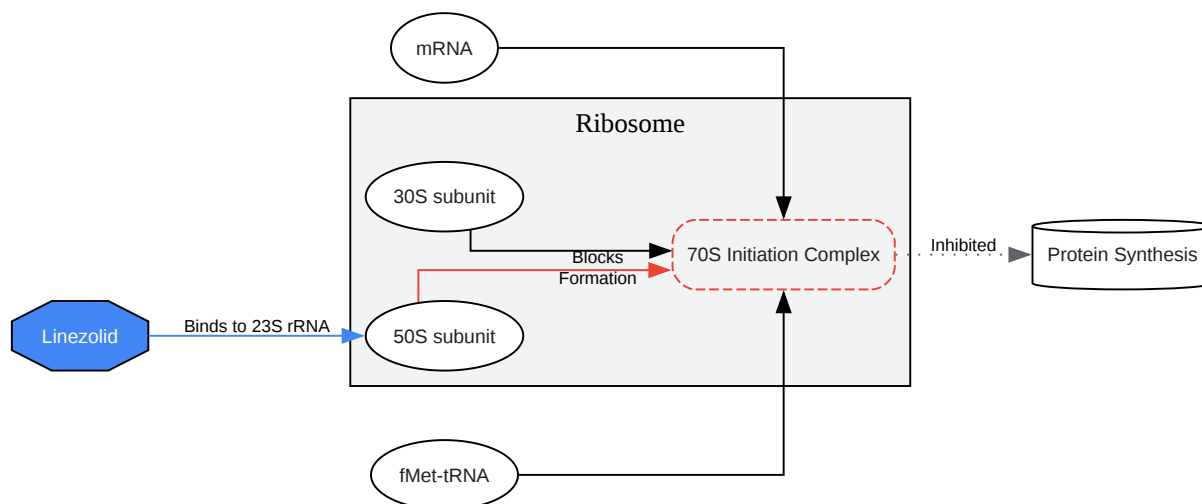 mRNA
Ribosome
30S subunit
Blocks
Formation
70S Initiation Complex
Inhibited
Protein Synthesis
Linezolid
Binds to 23S rRNA
50S subunit
fMet-tRNA